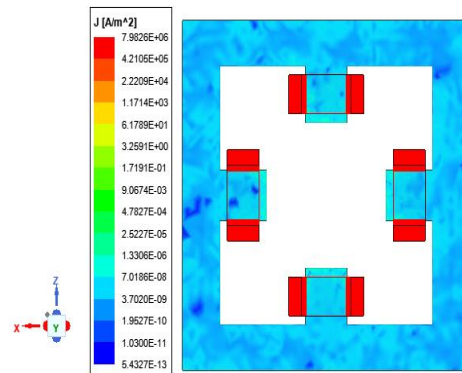 J [A/m^2]
7.9826E+06
4.2105E+05
2.2209E+04
1.1714E+03
6.1789E+01
3.2591E+00
1.7191E-01
9.0674E-03
4.7827E-04
2.5227E-05
1.3306E-06
7.0186E-08
3.7020E-09
1.9527E-10
1.0300E-11
5.4327E-13
Z
X
Y